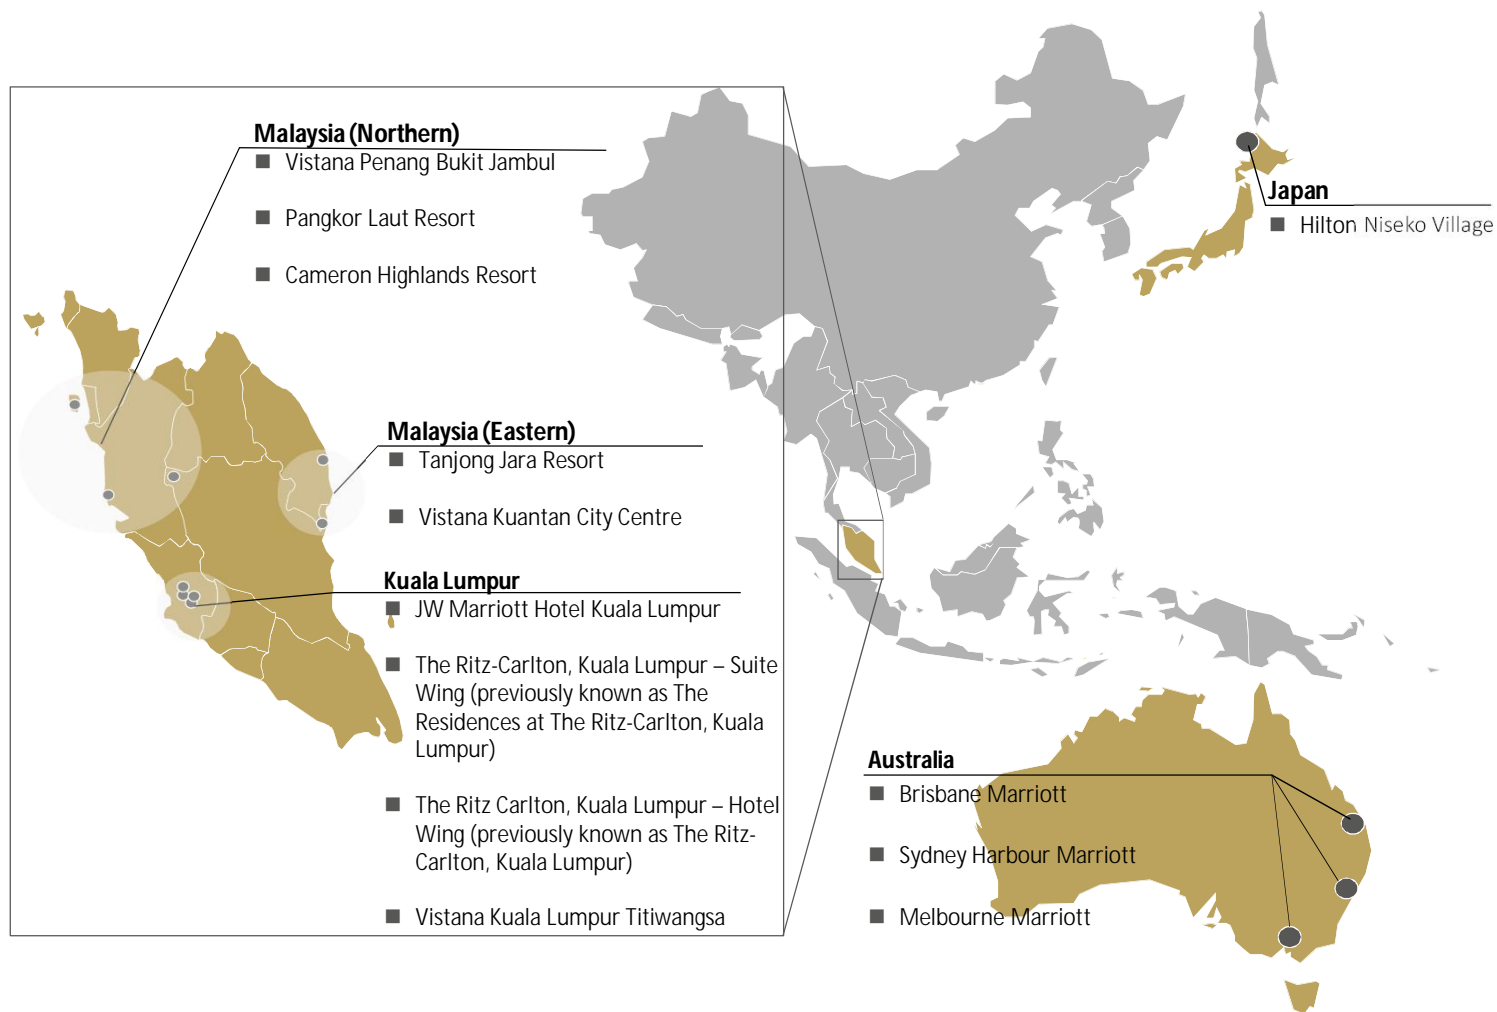 Malaysia (Northern)
Vistana Penang Bukit Jambul
Pangkor Laut Resort
Cameron Highlands Resort
Malaysia (Eastern)
Tanjong Jara Resort
Vistana Kuantan City Centre
Kuala Lumpur
JW Marriott Hotel Kuala Lumpur
The Ritz-Carlton, Kuala Lumpur – Suite
Wing (previously known as The
Residences at The Ritz-Carlton, Kuala
Lumpur)
The Ritz Carlton, Kuala Lumpur – Hotel
Wing (previously known as The Ritz-
Carlton, Kuala Lumpur)
Vistana Kuala Lumpur Titiwangsa
Japan
Hilton Niseko Village
Australia
Brisbane Marriott
Sydney Harbour Marriott
Melbourne Marriott